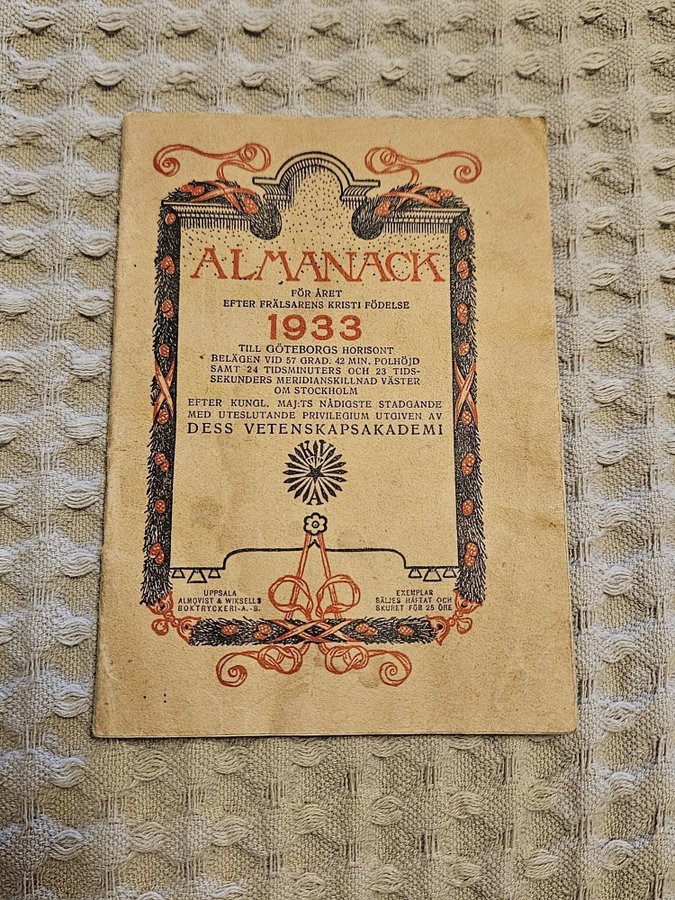 ALMANACK
FÖR ÅRET
EFTER FRÄLSARENS KRISTI FÖDELSE
1933
TILL GÖTEBORGS HORISONT
BELÄGEN VID 57 GRAD. 42 MIN. POLHÖJD
SAMT 24 TIDSMINUTERS OCH 23 TIDS-
SEKUNDERS MERIDIANSKILLNAD VÄSTER
OM STOCKHOLM
EFTER KUNGL. MAJ:TS NÅDIGSTE STADGANDE
MED UTESLUTANDE PRIVILEGIUM UTGIVEN AV
DESS VETENSKAPSAKADEMI
KV
A
UPPSALA
ALMQVIST & WIKSELLS
BOKTRYCKERI-A.-B.
EXEMPLAR
SÄLJES HÄFTAT OCH
SKURET FÖR 25 ÖRE